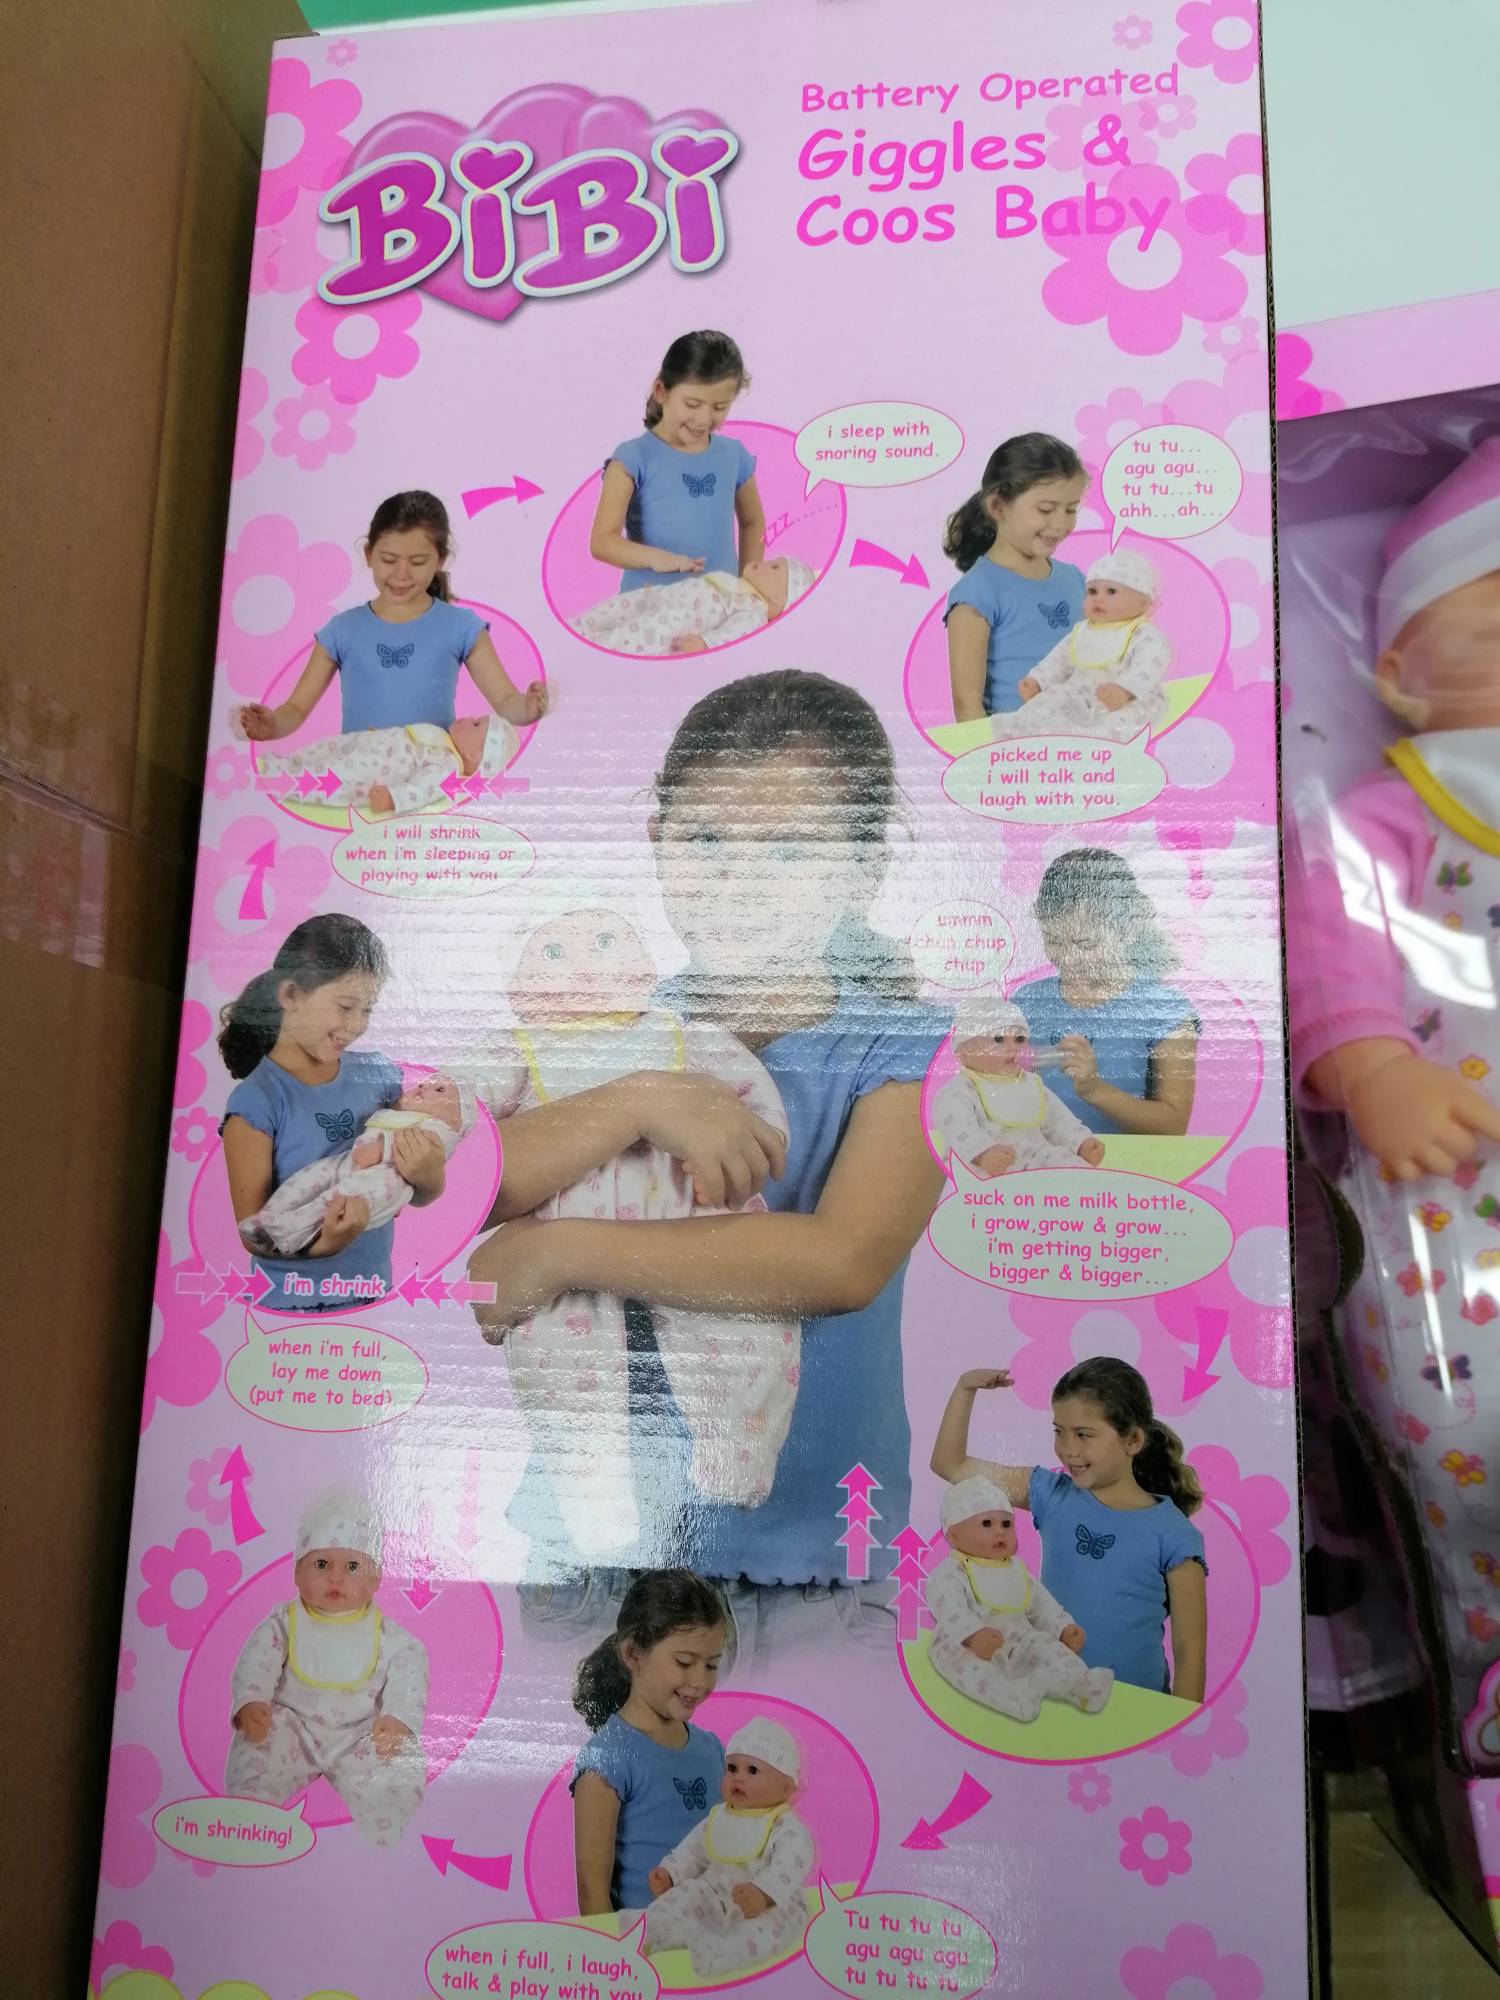 BiBi
Battery Operated
Giggles &
Coos Baby
i sleep with
snoring sound.
zzz........
tu tu...
agu agu...
tu tu...tu
ahh...ah...
picked me up
i will talk and
laugh with you.
i will shrink
when i'm sleeping or
playing with you
ummm
chup chup
chup
suck on me milk bottle,
i grow,grow & grow...
i'm getting bigger,
bigger & bigger...
i'm shrink
when i'm full,
lay me down
(put me to bed)
i'm shrinking!
when i full, i laugh,
talk & play with you
Tu tu tu tu
agu agu agu
tu tu tu tu